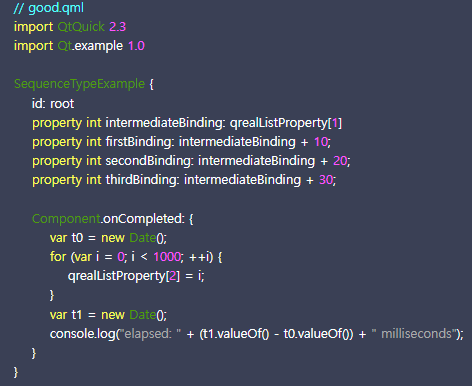 // good.qml
import QtQuick 2.3
import Qt.example 1.0

SequenceTypeExample {
    id: root
    property int intermediateBinding: qrealListProperty[1]
    property int firstBinding: intermediateBinding + 10;
    property int secondBinding: intermediateBinding + 20;
    property int thirdBinding: intermediateBinding + 30;

    Component.onCompleted: {
        var t0 = new Date();
        for (var i = 0; i < 1000; ++i) {
            qrealListProperty[2] = i;
        }
        var t1 = new Date();
        console.log("elapsed: " + (t1.valueOf() - t0.valueOf()) + " milliseconds");
    }
}